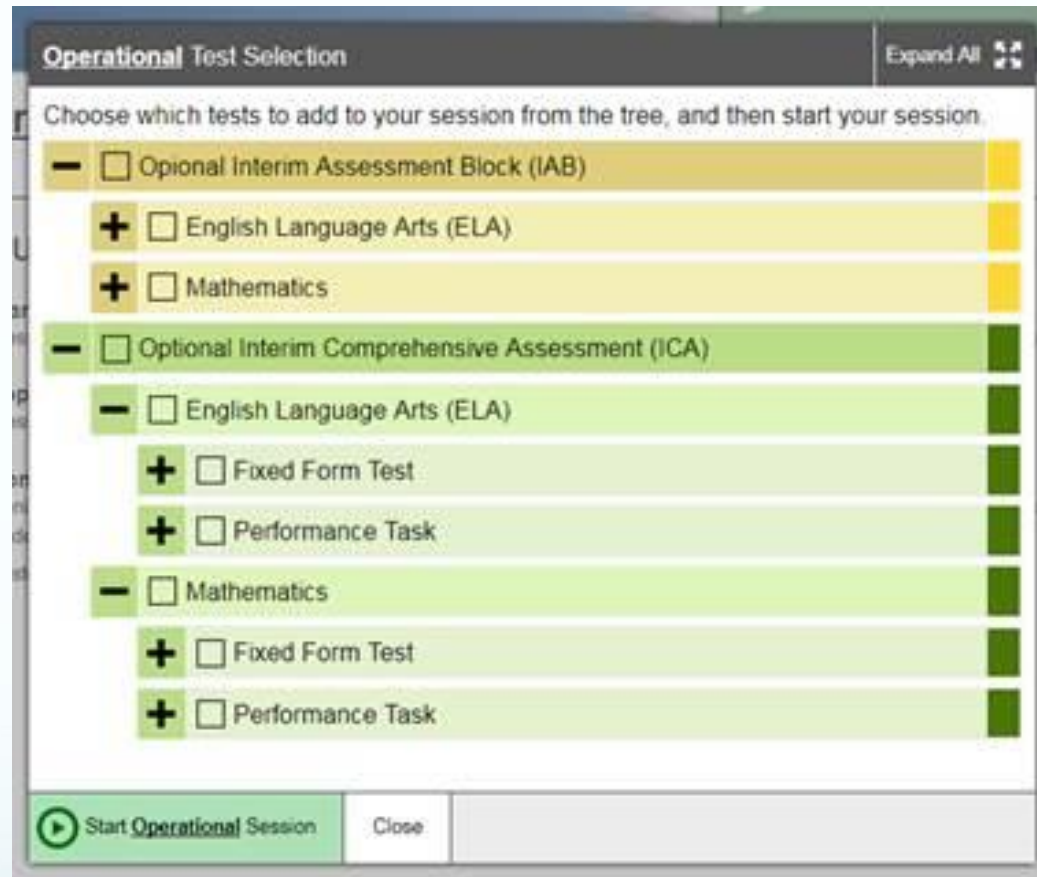 Operational Test Selection
Expand All
Choose which tests to add to your session from the tree, and then start your session.
Opional Interim Assessment Block (IAB)
English Language Arts (ELA)
Mathematics
Optional Interim Comprehensive Assessment (ICA)
English Language Arts (ELA)
Fixed Form Test
Performance Task
Mathematics
Fixed Form Test
Performance Task
Start Operational Session
Close